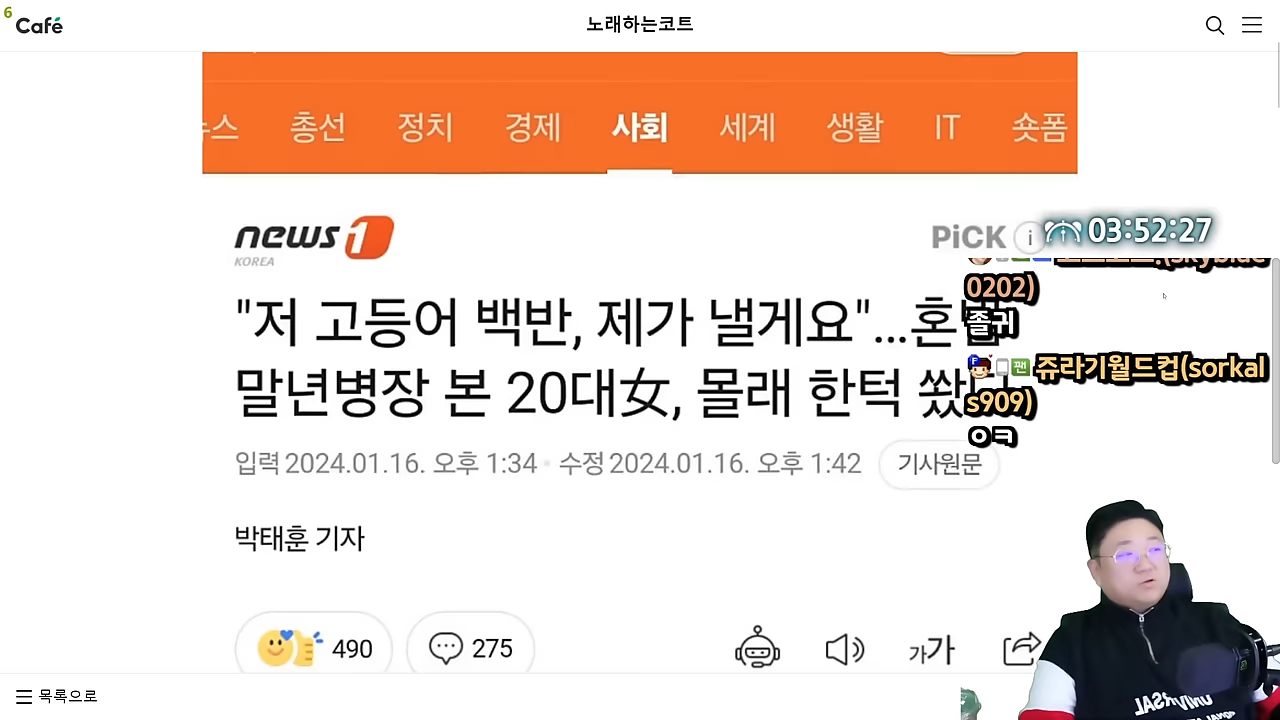 6
Café
노래하는코트
뉴스 총선 정치 경제 사회 세계 생활 IT 숏폼
news1
KOREA
PiCK i
03:52:27
"저 고등어 백반, 제가 낼게요"…혼밥
말년병장 본 20대女, 몰래 한턱 쐈
입력 2024.01.16. 오후 1:34 · 수정 2024.01.16. 오후 1:42 기사원문
박태훈 기자
490 275 가가
0202)
졸귀
쥬라기월드컵(sorkal
s909)
ㅇㅋ
목록으로